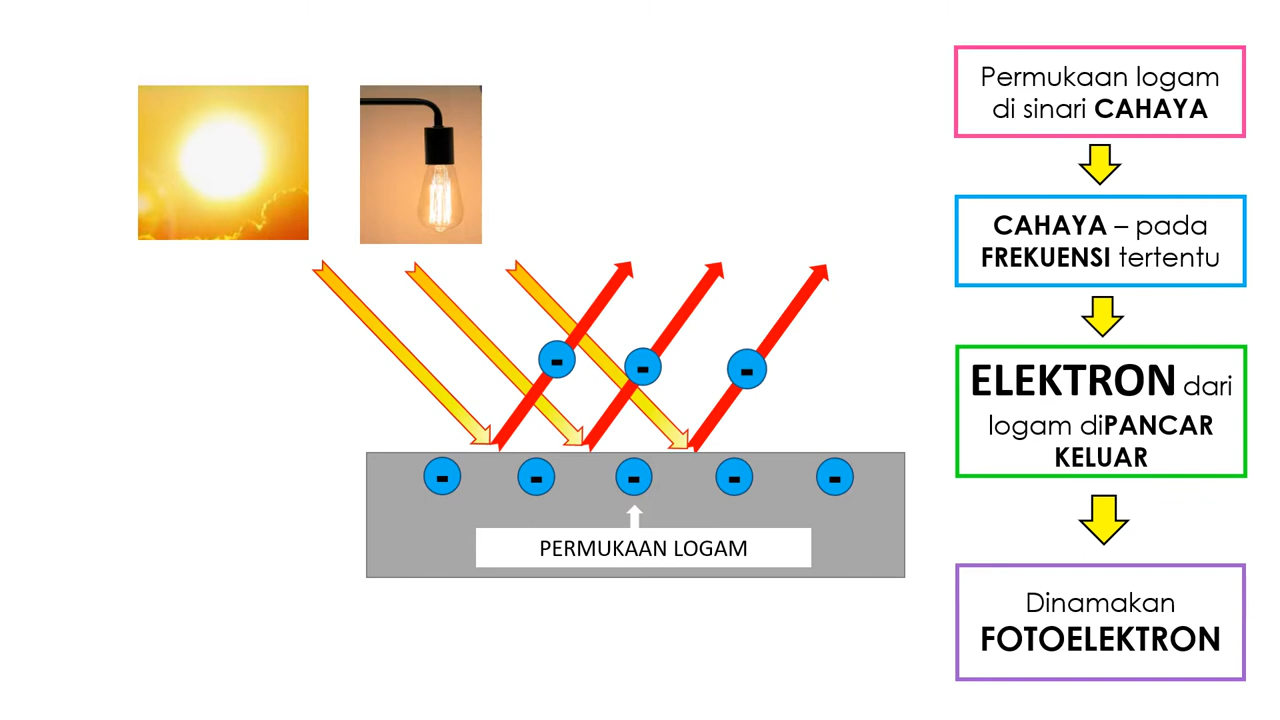 Permukaan logam
di sinari CAHAYA
CAHAYA – pada
FREKUENSI tertentu
ELEKTRON dari
logam diPANCAR
KELUAR
Dinamakan
FOTOELEKTRON
- - -
- - - - -
PERMUKAAN LOGAM